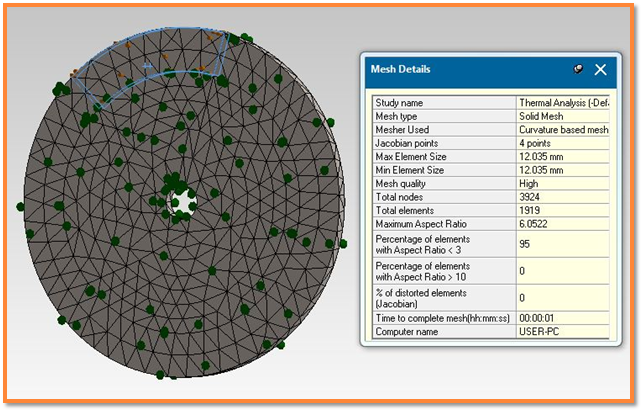 Mesh Details
Study name Thermal Analysis (-Def
Mesh type Solid Mesh
Mesher Used Curvature based mesh
Jacobian points 4 points
Max Element Size 12.035 mm
Min Element Size 12.035 mm
Mesh quality High
Total nodes 3924
Total elements 1919
Maximum Aspect Ratio 6.0522
Percentage of elements
with Aspect Ratio < 3 95
Percentage of elements
with Aspect Ratio > 10 0
% of distorted elements
(Jacobian) 0
Time to complete mesh(hh:mm:ss) 00:00:01
Computer name USER-PC